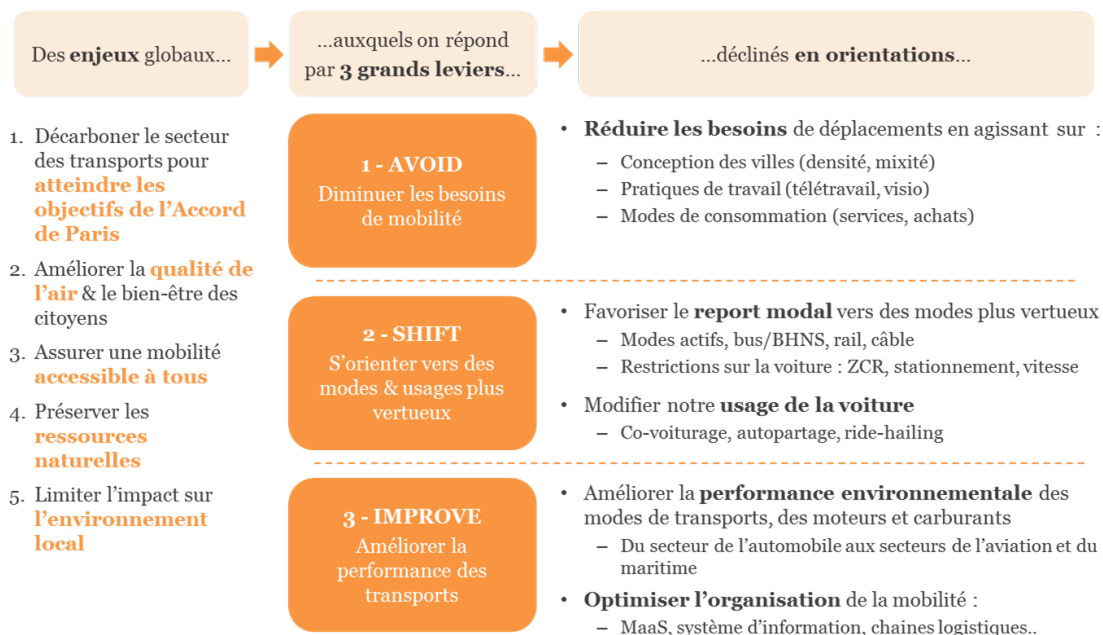 Des enjeux globaux...
...auxquels on répond
par 3 grands leviers...
...déclinés en orientations...
1. Décarboner le secteur
des transports pour
atteindre les
objectifs de l'Accord
de Paris
2. Améliorer la qualité de
l'air & le bien-être des
citoyens
3. Assurer une mobilité
accessible à tous
4. Préserver les
ressources
naturelles
5. Limiter l'impact sur
l'environnement
local
1 - AVOID
Diminuer les besoins
de mobilité
• Réduire les besoins de déplacements en agissant sur :
– Conception des villes (densité, mixité)
– Pratiques de travail (télétravail, visio)
– Modes de consommation (services, achats)
2 - SHIFT
S'orienter vers des
modes & usages plus
vertueux
• Favoriser le report modal vers des modes plus vertueux
– Modes actifs, bus/BHNS, rail, câble
– Restrictions sur la voiture : ZCR, stationnement, vitesse
• Modifier notre usage de la voiture
– Co-voiturage, autopartage, ride-hailing
3 - IMPROVE
Améliorer la
performance des
transports
• Améliorer la performance environnementale des
modes de transports, des moteurs et carburants
– Du secteur de l'automobile aux secteurs de l'aviation et du
maritime
• Optimiser l'organisation de la mobilité :
– MaaS, système d'information, chaines logistiques..